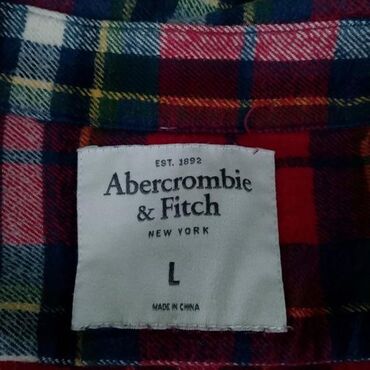 EST. 1892
Abercrombie
& Fitch
NEW YORK
L
MADE IN CHINA